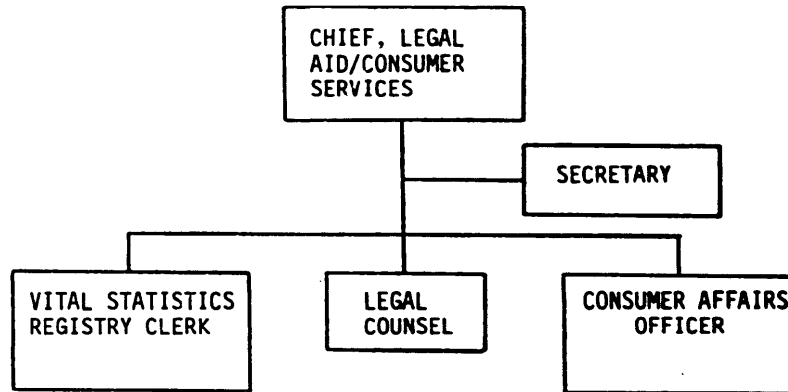 CHIEF, LEGAL
AID/CONSUMER
SERVICES
SECRETARY
VITAL STATISTICS
REGISTRY CLERK
LEGAL
COUNSEL
CONSUMER AFFAIRS
OFFICER